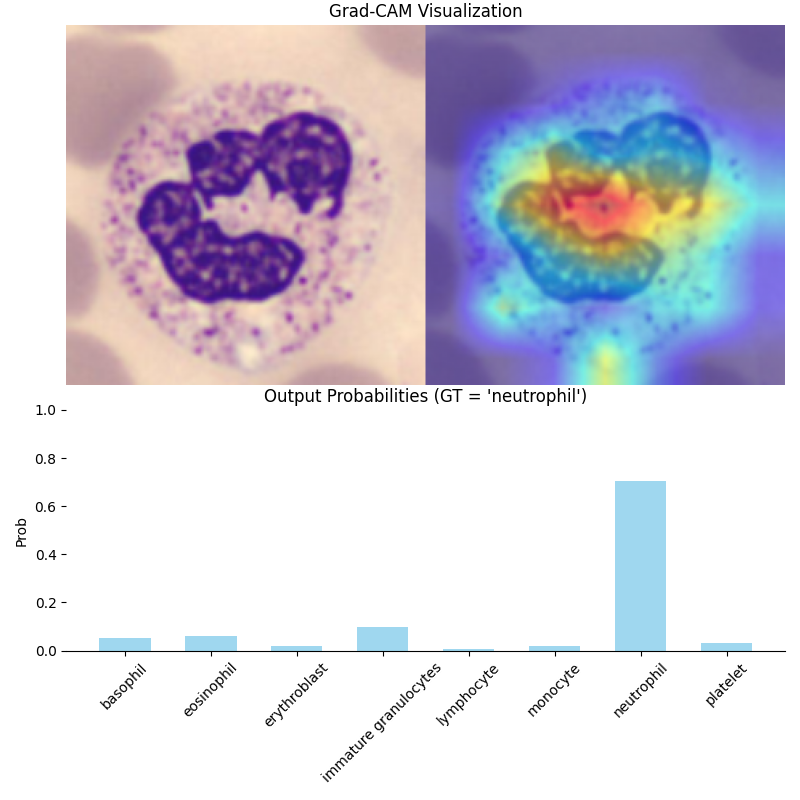 Grad-CAM Visualization
Output Probabilities (GT = 'neutrophil')
1.0
0.8
0.6
0.4
0.2
0.0
Prob
basophil
eosinophil
erythroblast
immature granulocytes
lymphocyte
monocyte
neutrophil
platelet